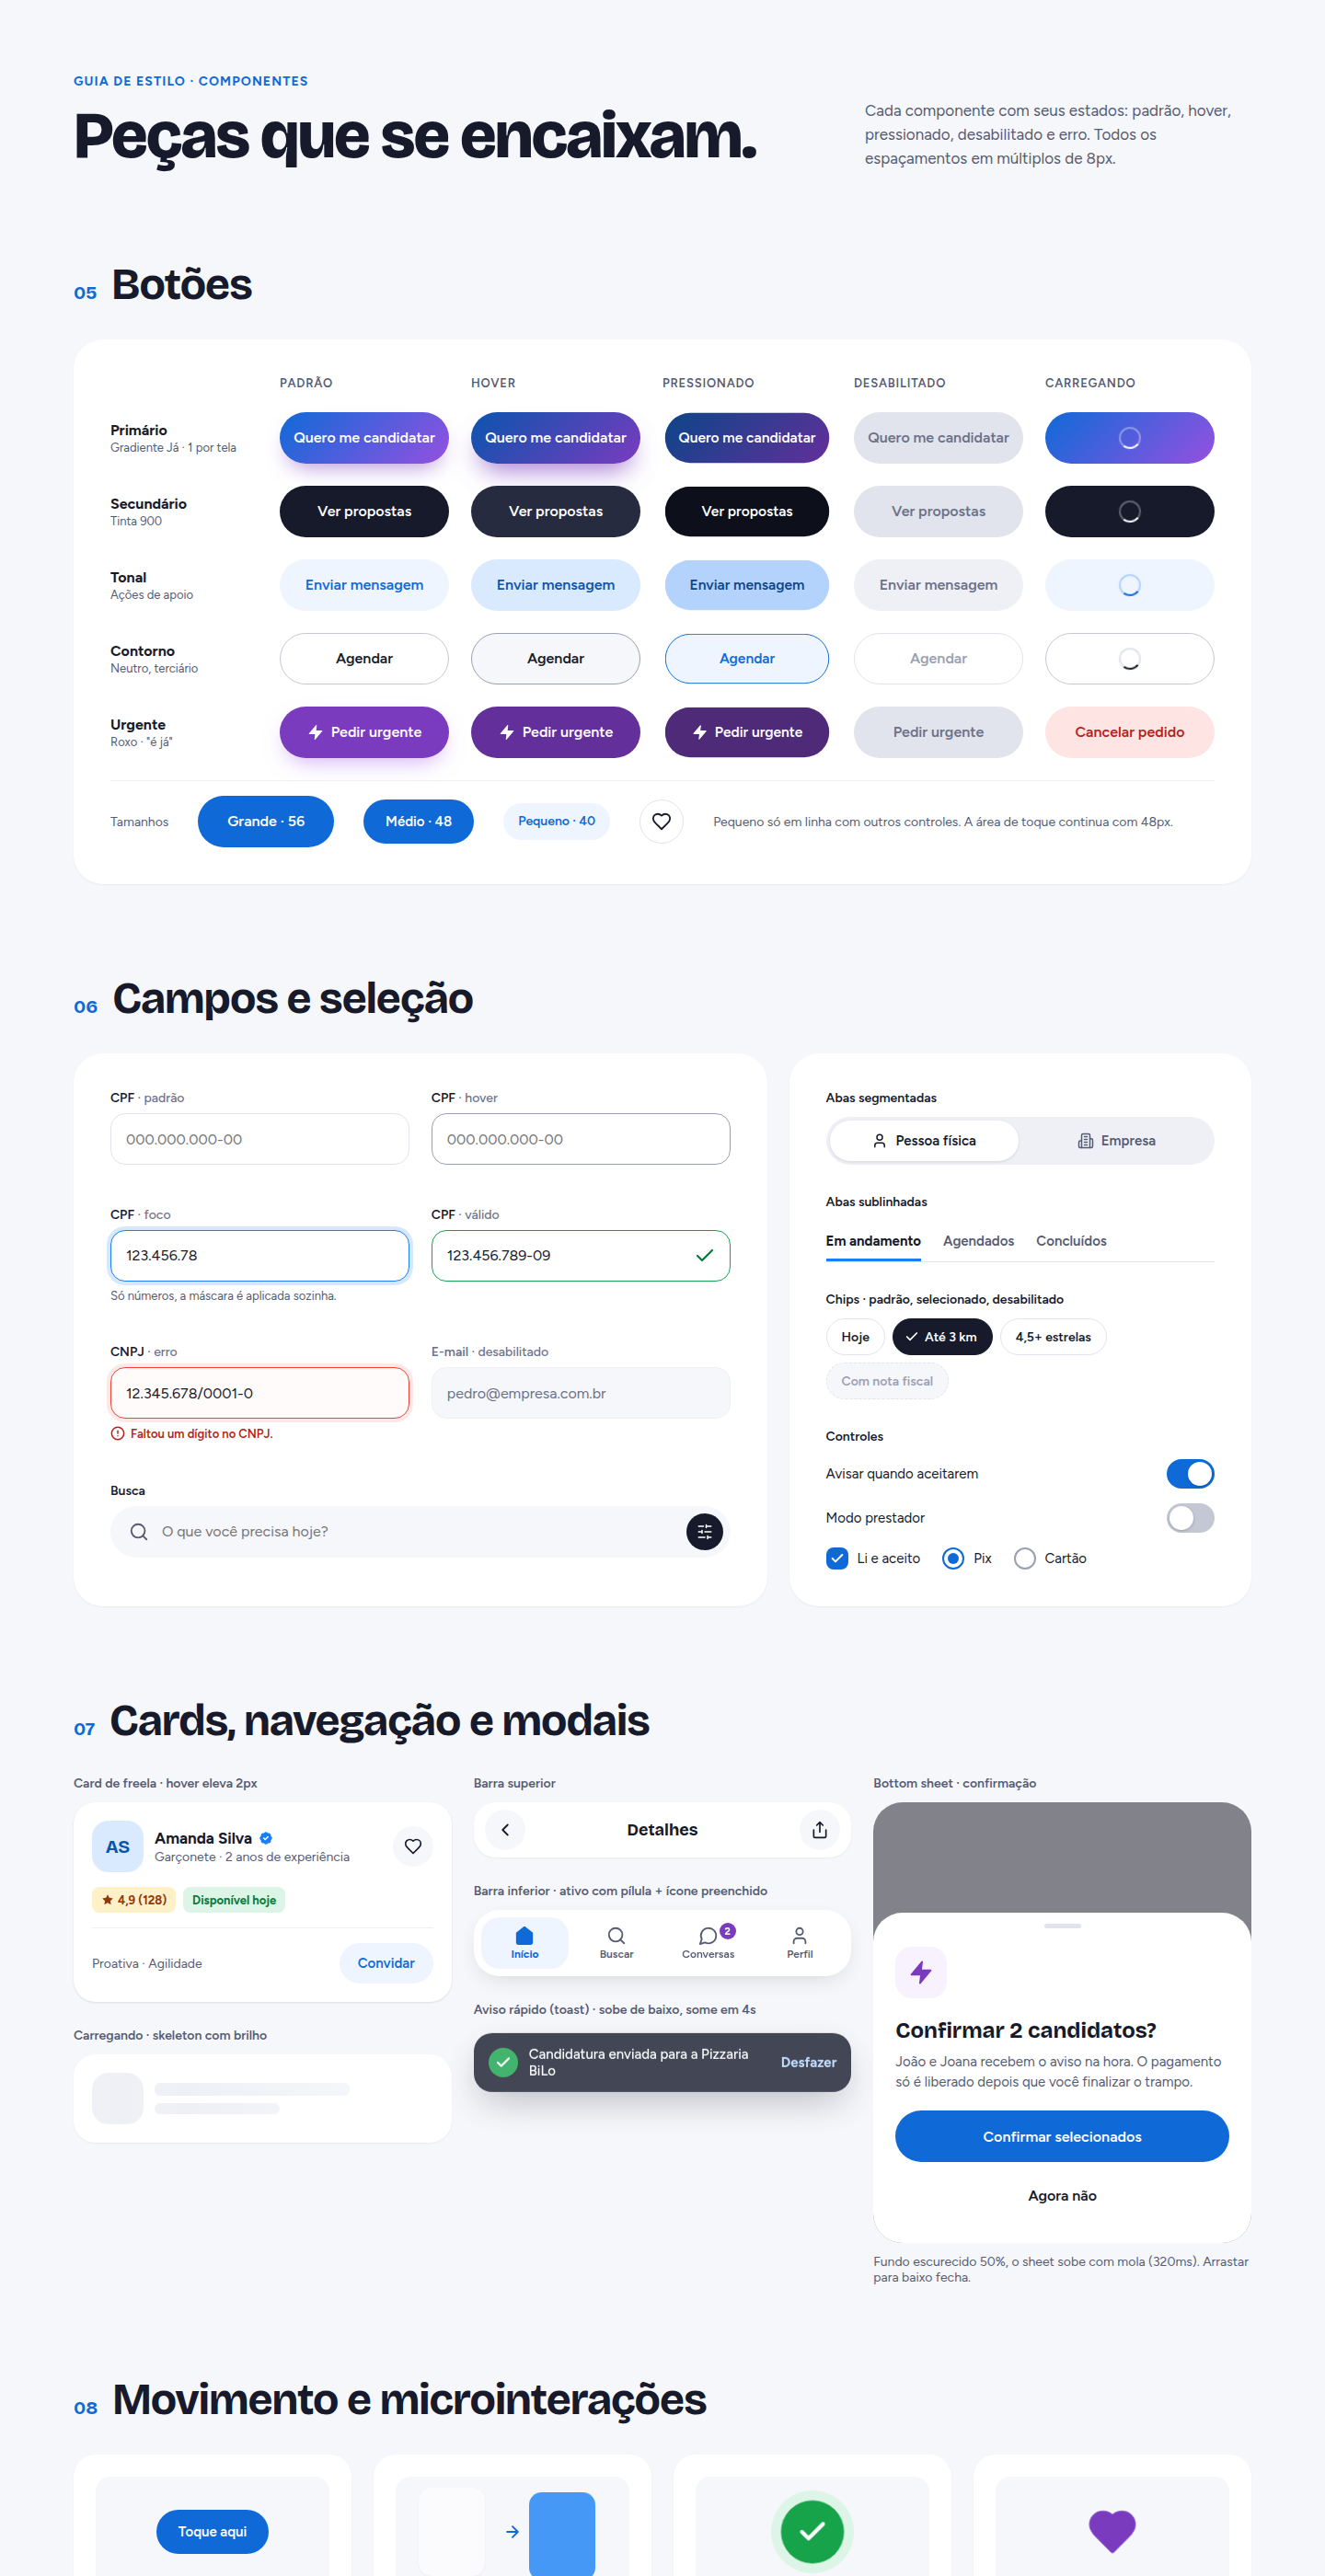 GUIA DE ESTILO · COMPONENTES
Peças que se encaixam.
Cada componente com seus estados: padrão, hover,
pressionado, desabilitado e erro. Todos os
espaçamentos em múltiplos de 8px.
05 Botões
PADRÃO HOVER PRESSIONADO DESABILITADO CARREGANDO
Primário
Gradiente Já · 1 por tela
Quero me candidatar Quero me candidatar Quero me candidatar Quero me candidatar
Secundário
Tinta 900
Ver propostas Ver propostas Ver propostas Ver propostas
Tonal
Ações de apoio
Enviar mensagem Enviar mensagem Enviar mensagem Enviar mensagem
Contorno
Neutro, terciário
Agendar Agendar Agendar Agendar
Urgente
Roxo · "é já"
Pedir urgente Pedir urgente Pedir urgente Pedir urgente Cancelar pedido
Tamanhos Grande · 56 Médio · 48 Pequeno · 40 Pequeno só em linha com outros controles. A área de toque continua com 48px.
06 Campos e seleção
CPF · padrão CPF · hover
000.000.000-00 000.000.000-00
CPF · foco CPF · válido
123.456.78 123.456.789-09
Só números, a máscara é aplicada sozinha.
CNPJ · erro E-mail · desabilitado
12.345.678/0001-0 pedro@empresa.com.br
Faltou um dígito no CNPJ.
Busca
O que você precisa hoje?
Abas segmentadas
Pessoa física Empresa
Abas sublinhadas
Em andamento Agendados Concluídos
Chips · padrão, selecionado, desabilitado
Hoje Até 3 km 4,5+ estrelas
Com nota fiscal
Controles
Avisar quando aceitarem
Modo prestador
Li e aceito Pix Cartão
07 Cards, navegação e modais
Card de freela · hover eleva 2px
AS
Amanda Silva
Garçonete · 2 anos de experiência
4,9 (128) Disponível hoje
Proativa · Agilidade Convidar
Carregando · skeleton com brilho
Barra superior
Detalhes
Barra inferior · ativo com pílula + ícone preenchido
2
Início Buscar Conversas Perfil
Aviso rápido (toast) · sobe de baixo, some em 4s
Candidatura enviada para a Pizzaria
BiLo
Desfazer
Bottom sheet · confirmação
Confirmar 2 candidatos?
João e Joana recebem o aviso na hora. O pagamento
só é liberado depois que você finalizar o trampo.
Confirmar selecionados
Agora não
Fundo escurecido 50%, o sheet sobe com mola (320ms). Arrastar
para baixo fecha.
08 Movimento e microinterações
Toque aqui